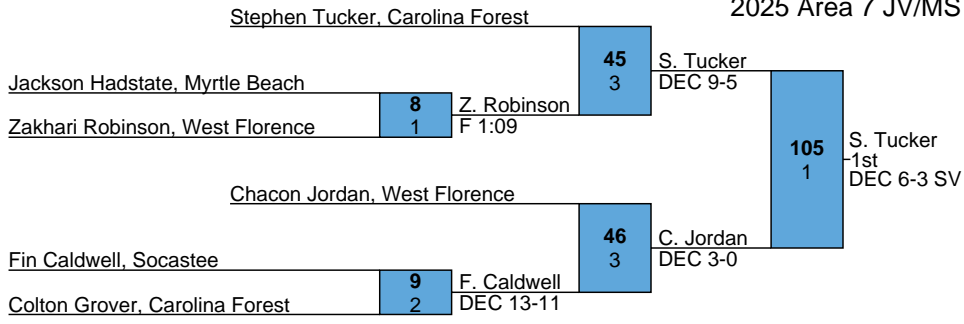 2025 Area 7 JV/MS
Stephen Tucker, Carolina Forest
45
3
S. Tucker
DEC 9-5
Jackson Hadstate, Myrtle Beach
8
1
Z. Robinson
F 1:09
Zakhari Robinson, West Florence
105
1
S. Tucker
1st
DEC 6-3 SV
Chacon Jordan, West Florence
46
3
C. Jordan
DEC 3-0
Fin Caldwell, Socastee
9
2
F. Caldwell
DEC 13-11
Colton Grover, Carolina Forest